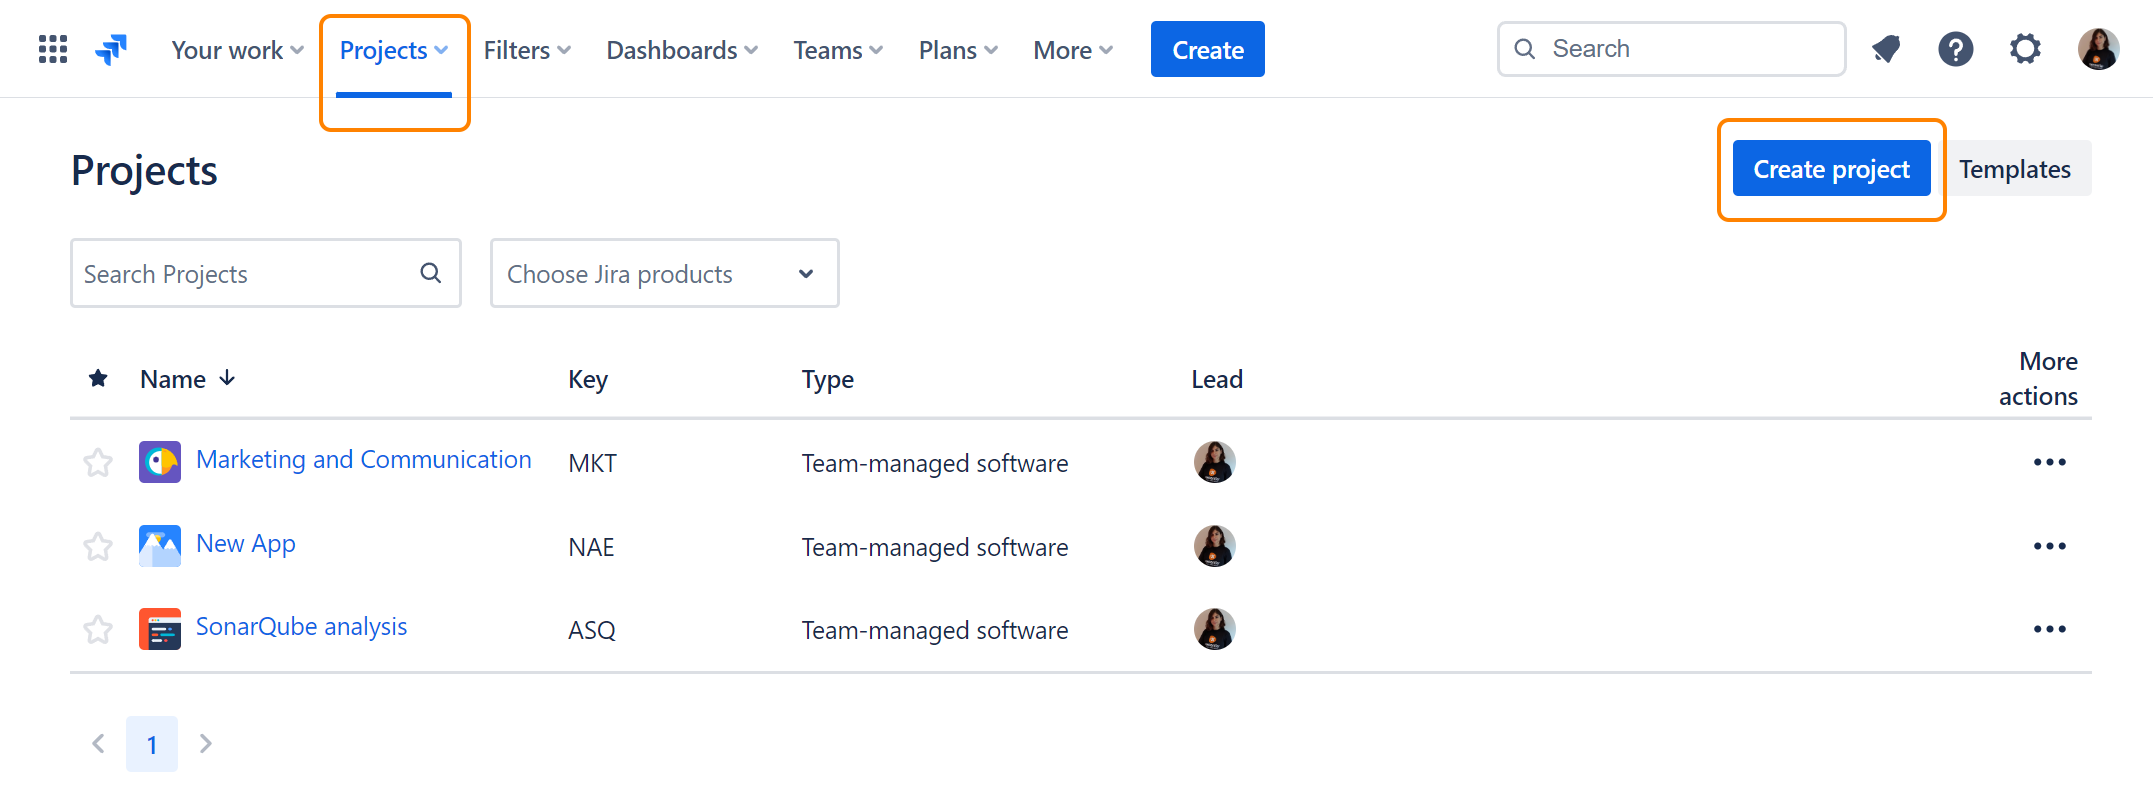 Your work Projects Filters Dashboards Teams Plans More Create Search
Projects
Create project Templates
Search Projects Choose Jira products
Name Key Type Lead More actions
Marketing and Communication MKT Team-managed software
New App NAE Team-managed software
SonarQube analysis ASQ Team-managed software
1